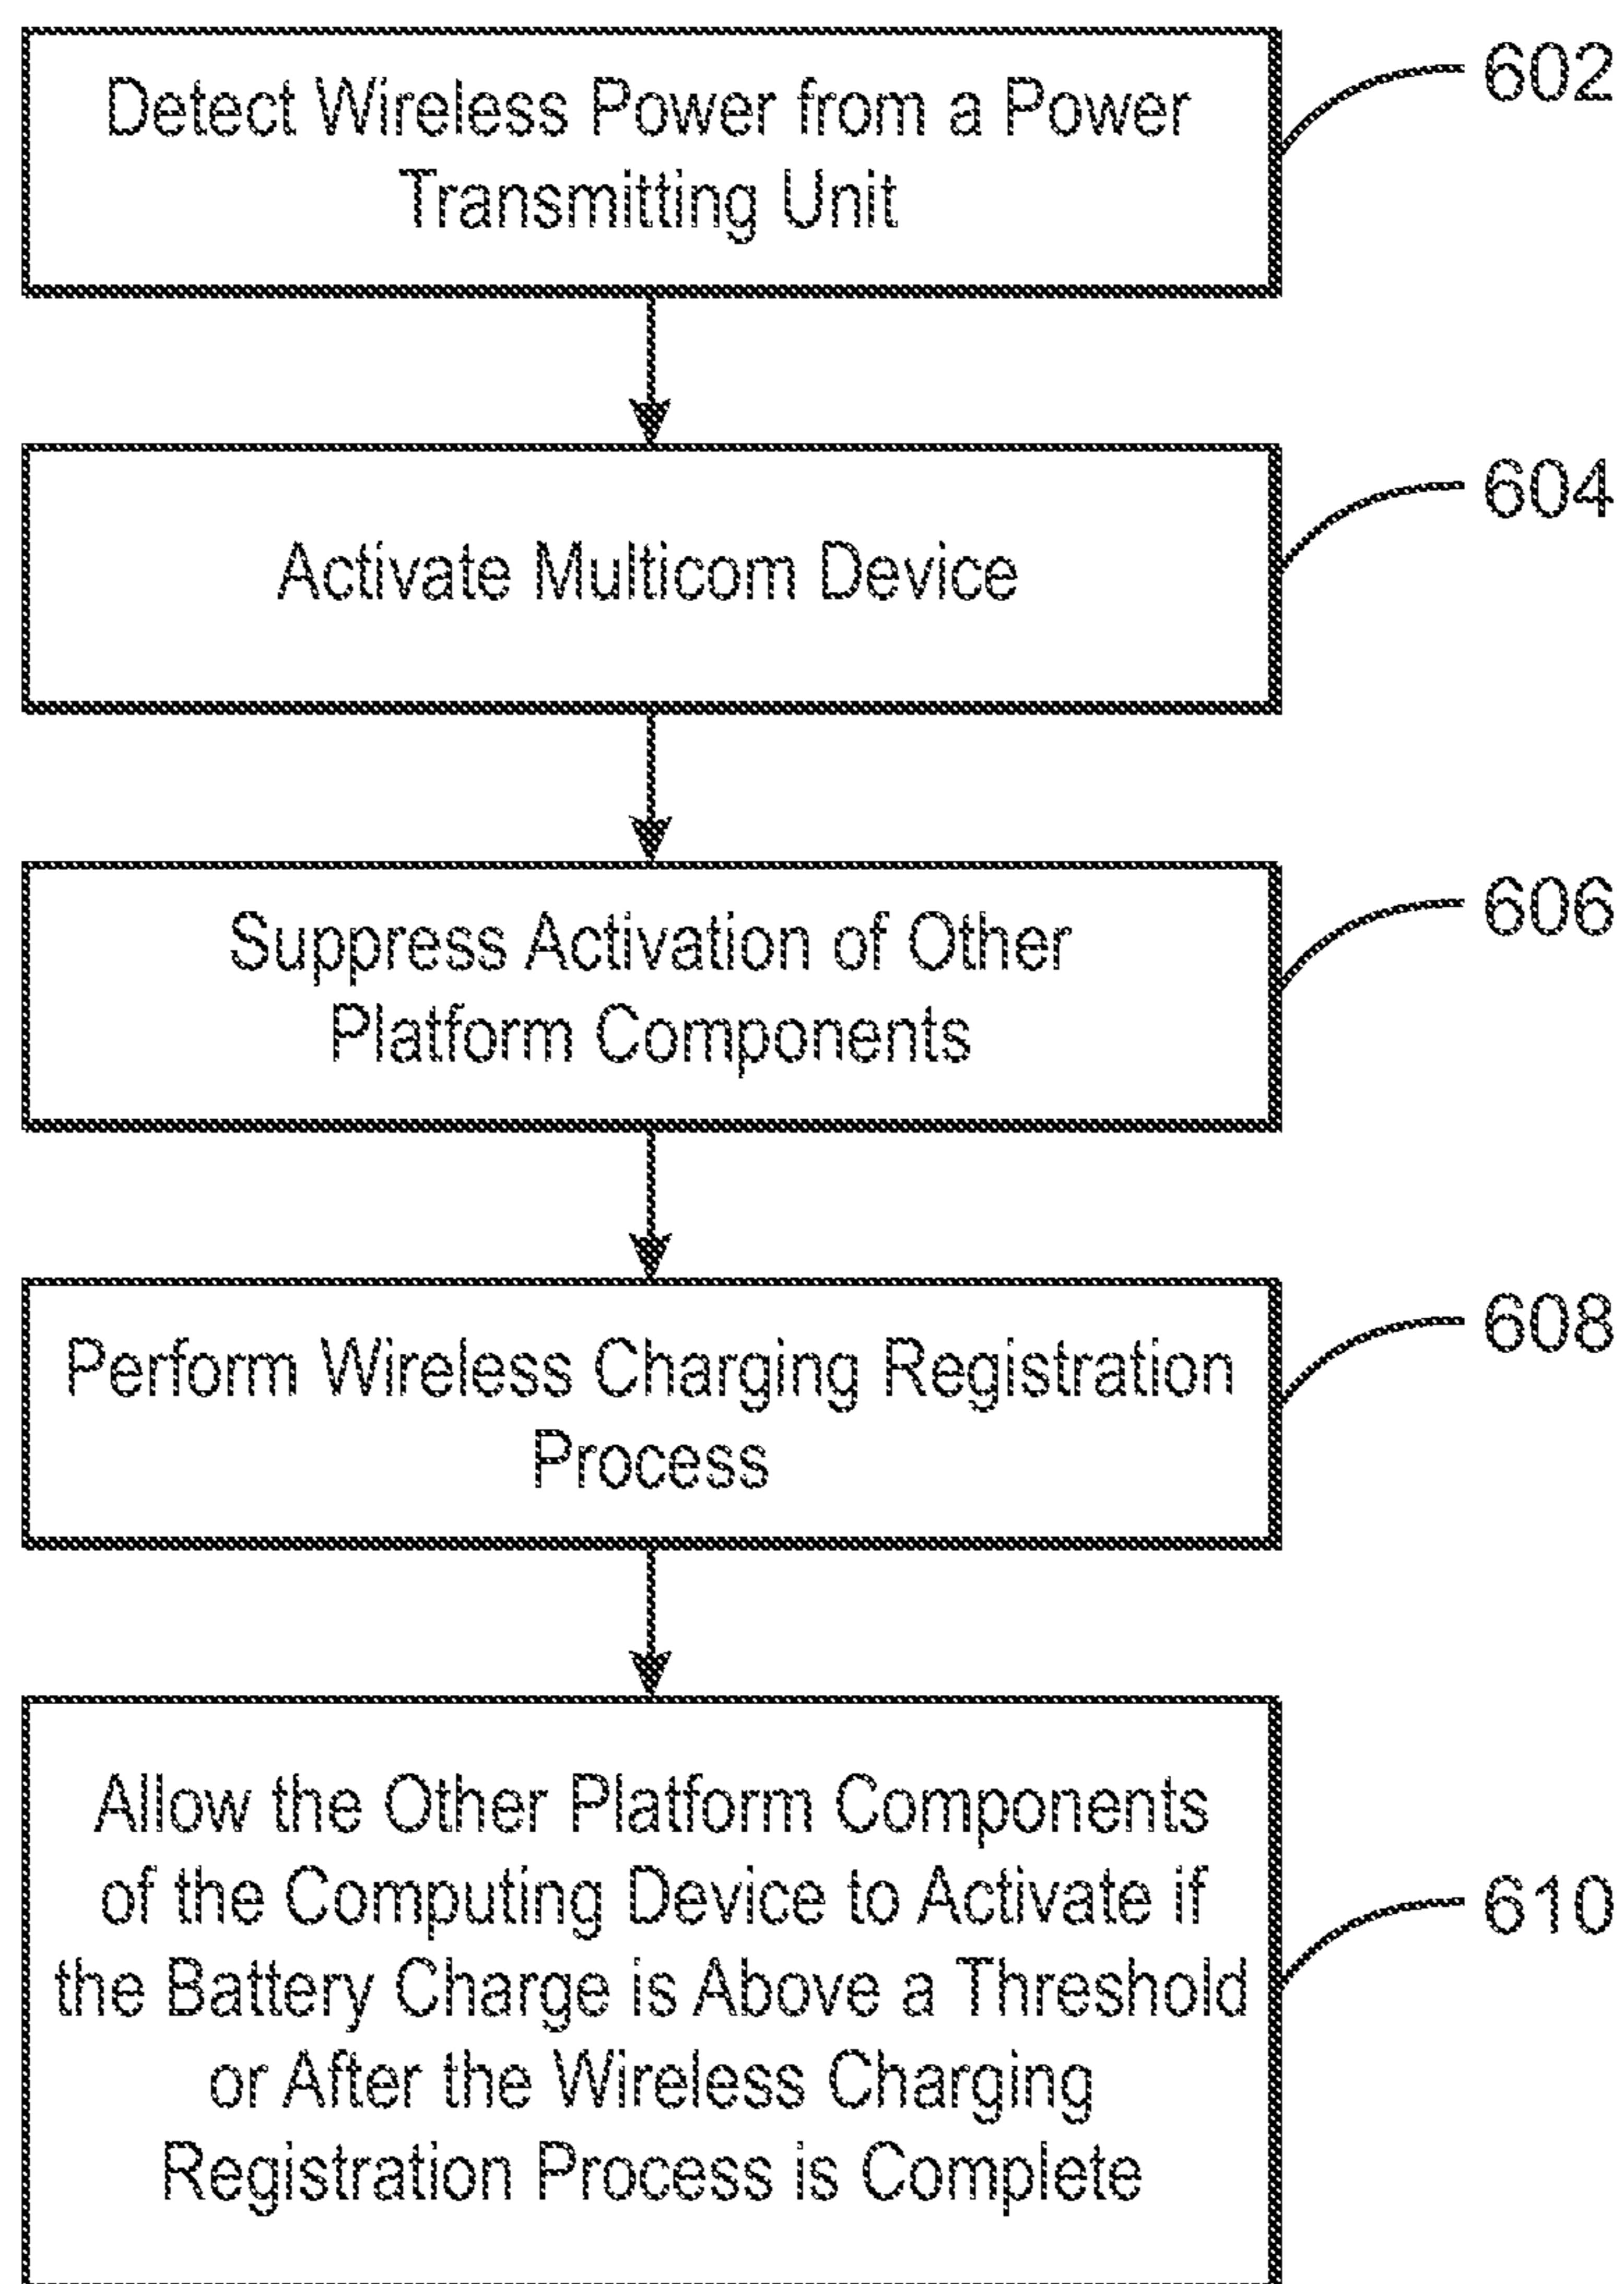 Detect Wireless Power from a Power
Transmitting Unit
602
Activate Multicom Device
604
Suppress Activation of Other
Platform Components
606
Perform Wireless Charging Registration
Process
608
Allow the Other Platform Components
of the Computing Device to Activate if
the Battery Charge is Above a Threshold
or After the Wireless Charging
Registration Process is Complete
610